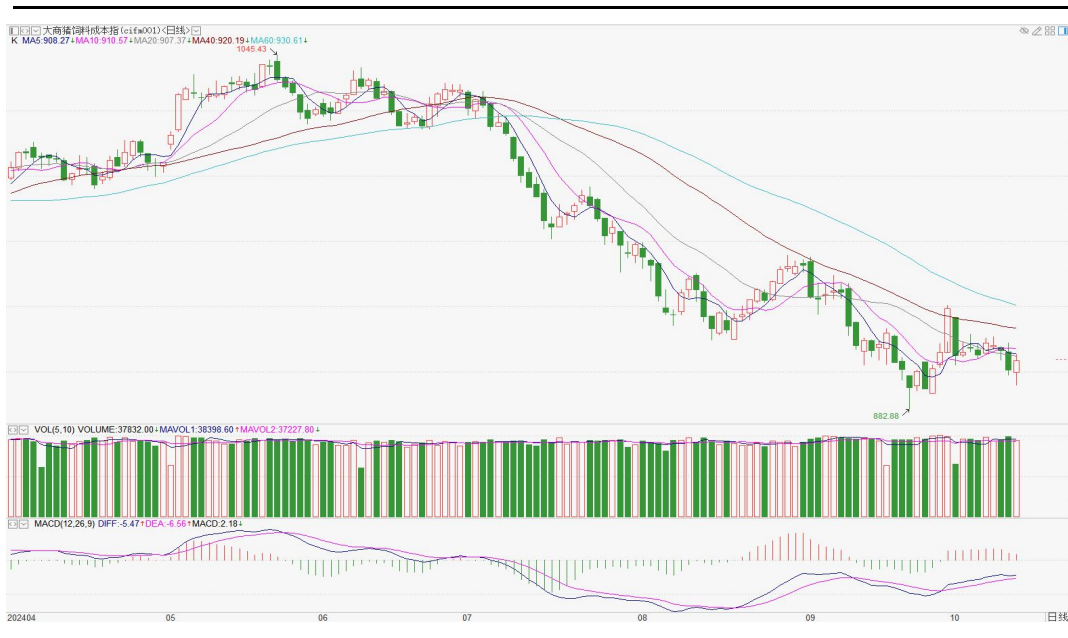 大商猪饲料成本指(cifm001)<日线>
K MA5:908.27↓MA10:910.57↓MA20:907.37↓MA40:920.19↓MA60:930.61↓
1045.43
882.88
VOL(5,10) VOLUME:37832.00↓MAVOL1:38398.60↑MAVOL2:37227.80↓
MACD(12,26,9) DIFF:-5.47↑DEA:-6.56↑MACD:2.18↓
202404 05 06 07 08 09 10 日线